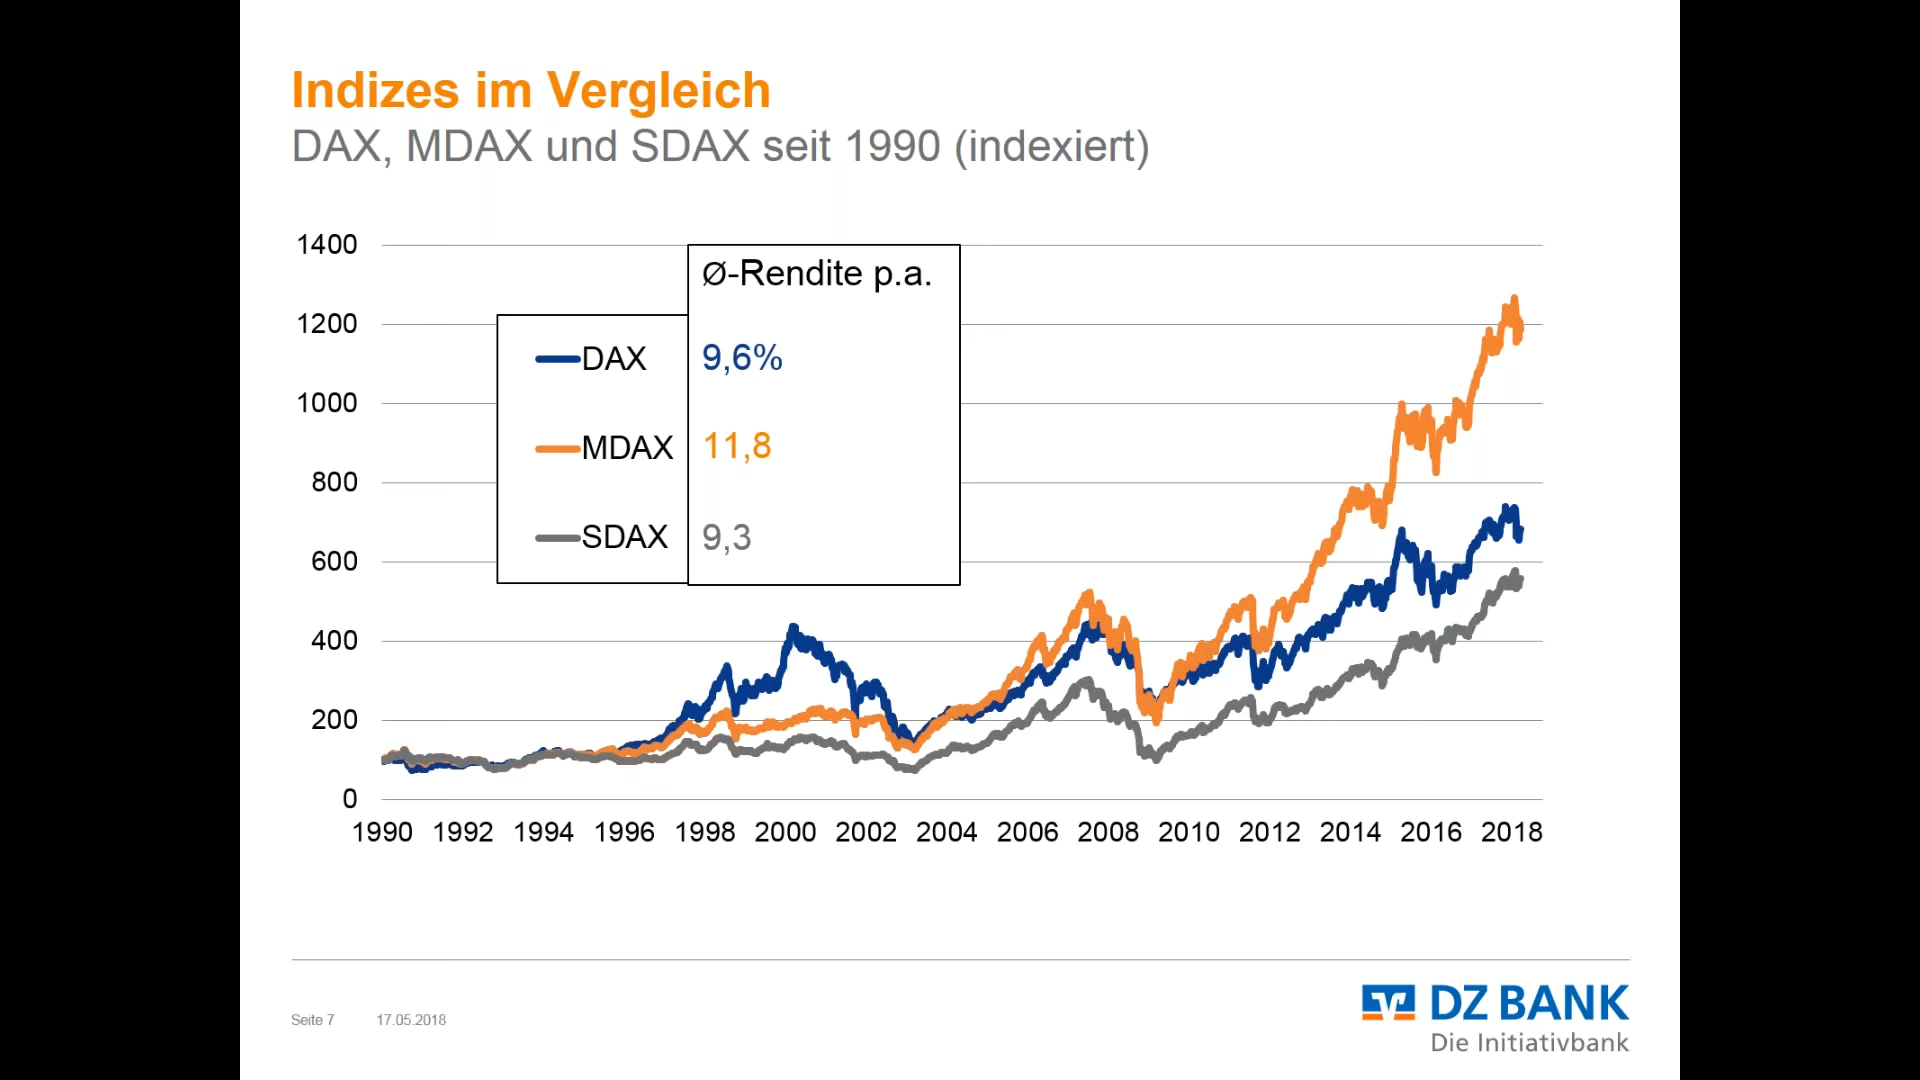 Indizes im Vergleich
DAX, MDAX und SDAX seit 1990 (indexiert)
1400
1200
1000
800
600
400
200
0
Ø-Rendite p.a.
DAX 9,6%
MDAX 11,8
SDAX 9,3
1990 1992 1994 1996 1998 2000 2002 2004 2006 2008 2010 2012 2014 2016 2018
Seite 7 17.05.2018
DZ BANK
Die Initiativbank